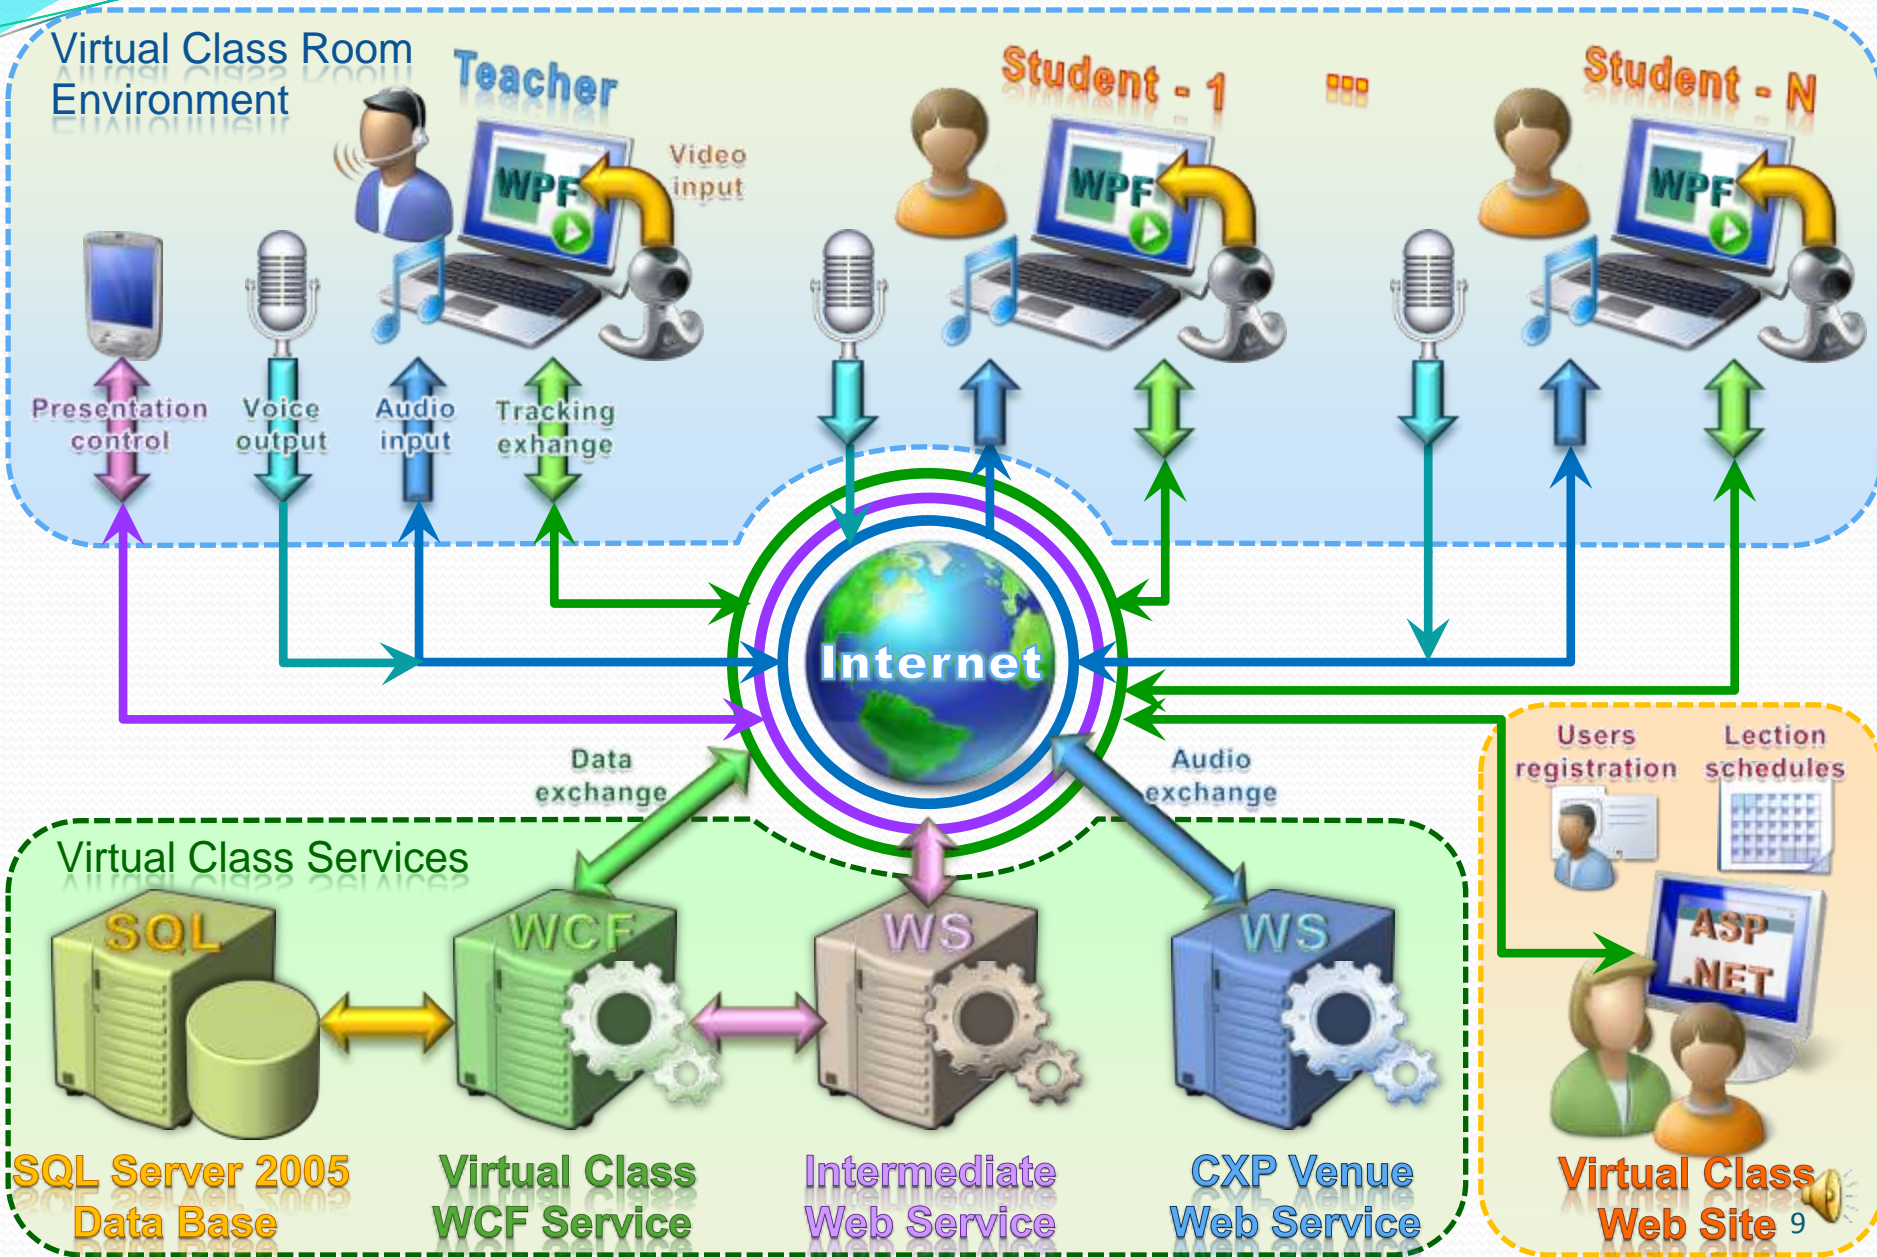 Virtual Class Room
Environment
Teacher
Student - 1
...
Student - N
WPF
Video
input
WPF
WPF
Presentation
control
Voice
output
Audio
input
Tracking
exhange
Internet
Data
exchange
Audio
exchange
Users
registration
Lection
schedules
Virtual Class Services
SQL
WCF
WS
WS
ASP
.NET
SQL Server 2005
Data Base
Virtual Class
WCF Service
Intermediate
Web Service
CXP Venue
Web Service
Virtual Class
Web Site
9